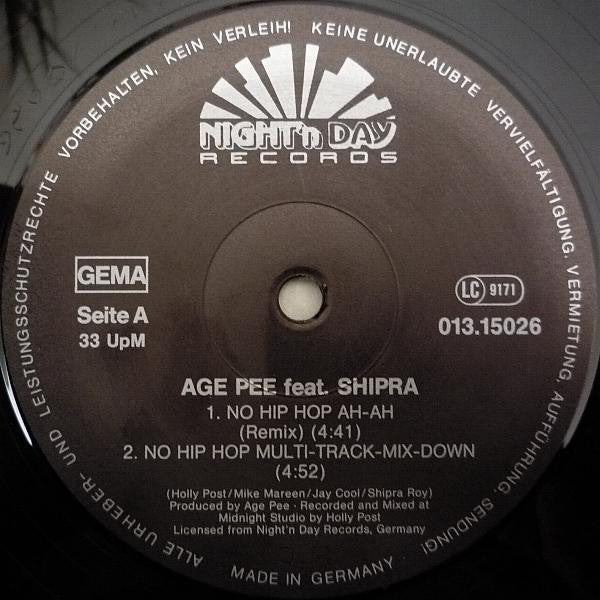 ALLE URHEBER- UND LEISTUNGSSCHUTZRECHTE VORBEHALTEN, KEIN VERLEIH! KEINE UNERLAUBTE VERVIELFÄLTIGUNG, VERMIETUNG, AUFFÜHRUNG, SENDUNG!
NIGHT'n DAY
RECORDS
GEMA
Seite A
33 UpM
LC 9171
013.15026
AGE PEE feat. SHIPRA
1. NO HIP HOP AH-AH
(Remix) (4:41)
2. NO HIP HOP MULTI-TRACK-MIX-DOWN
(4:52)
(Holly Post/Mike Mareen/Jay Cool/Shipra Roy)
Produced by Age Pee · Recorded and Mixed at
Midnight Studio by Holly Post
Licensed from Night'n Day Records, Germany
MADE IN GERMANY